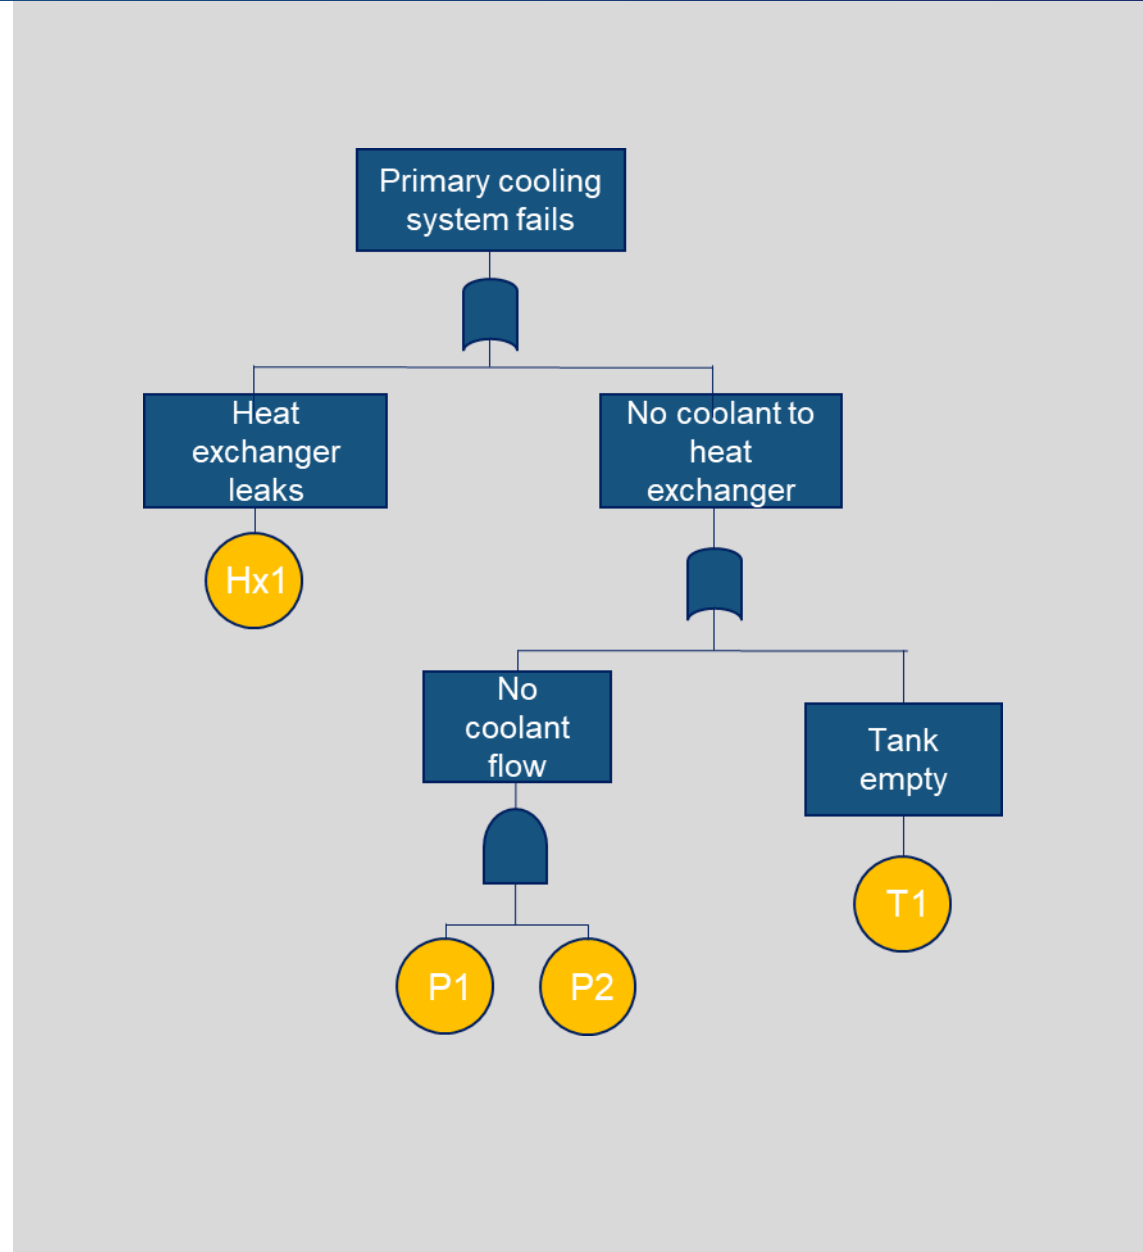 Primary cooling
system fails
Heat
exchanger
leaks
No coolant to
heat
exchanger
Hx1
No
coolant
flow
Tank
empty
T1
P1
P2